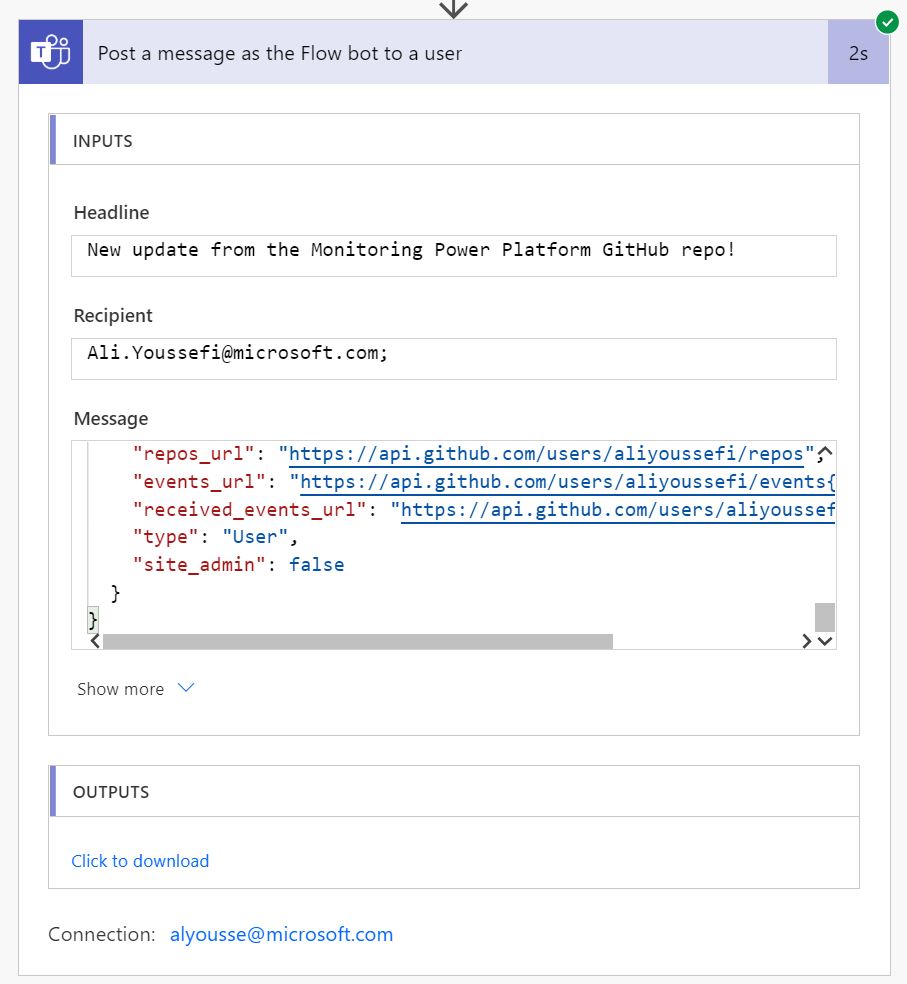 Post a message as the Flow bot to a user
2s
INPUTS
Headline
New update from the Monitoring Power Platform GitHub repo!
Recipient
Ali.Youssefi@microsoft.com;
Message
"repos_url": "https://api.github.com/users/aliyoussefi/repos",
"events_url": "https://api.github.com/users/aliyoussefi/events{
"received_events_url": "https://api.github.com/users/aliyoussef
"type": "User",
"site_admin": false
}
}
Show more
OUTPUTS
Click to download
Connection: alyousse@microsoft.com